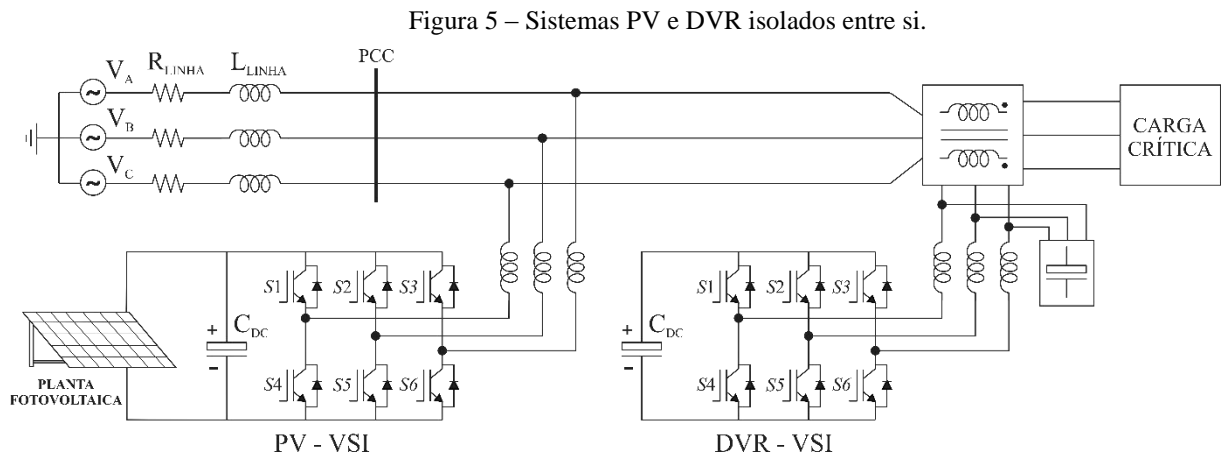 Figura 5 – Sistemas PV e DVR isolados entre si.
V_A R_LINHA L_LINHA PCC
V_B
V_C
CARGA
CRÍTICA
S1 S2 S3
+ C_DC
-
S4 S5 S6
PLANTA
FOTOVOLTAICA
PV - VSI
S1 S2 S3
+ C_DC
-
S4 S5 S6
DVR - VSI